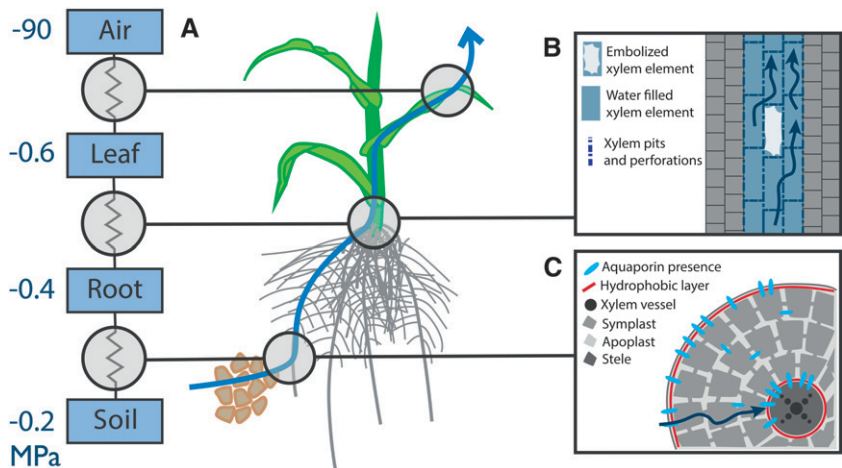 -90
Air
A
-0.6
Leaf
-0.4
Root
-0.2
Soil
MPa
B
Embolized
xylem element
Water filled
xylem element
Xylem pits
and perforations
C
Aquaporin presence
Hydrophobic layer
Xylem vessel
Symplast
Apoplast
Stele